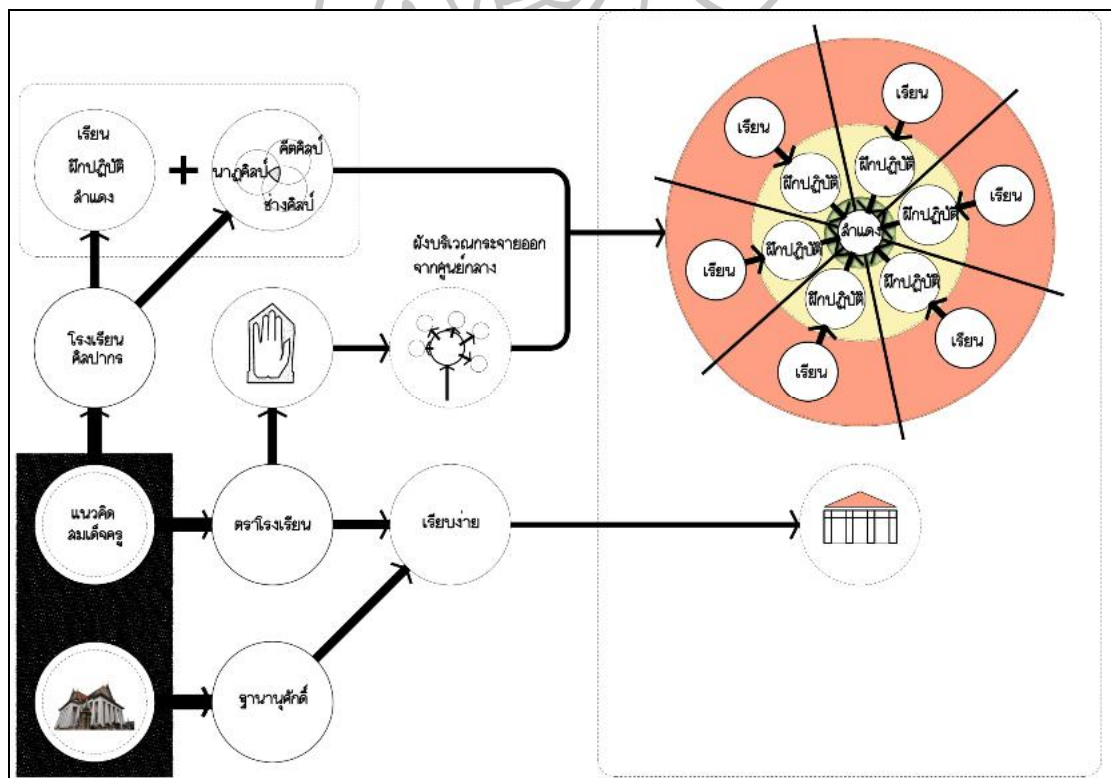 เรียน
ฝึกปฏิบัติ
สำแดง
+
คีตศิลป์
นาฏศิลป์
ช่างศิลป์
ผังบริเวณกระจายออก
จากศูนย์กลาง
โรงเรียน
ศิลปากร
แนวคิด
สมเด็จครู
ตราโรงเรียน
เรียบง่าย
ฐานานุศักดิ์
เรียน
เรียน
ฝึกปฏิบัติ
ฝึกปฏิบัติ
เรียน
ฝึกปฏิบัติ
สำแดง
ฝึกปฏิบัติ
เรียน
ฝึกปฏิบัติ
ฝึกปฏิบัติ
เรียน
เรียน